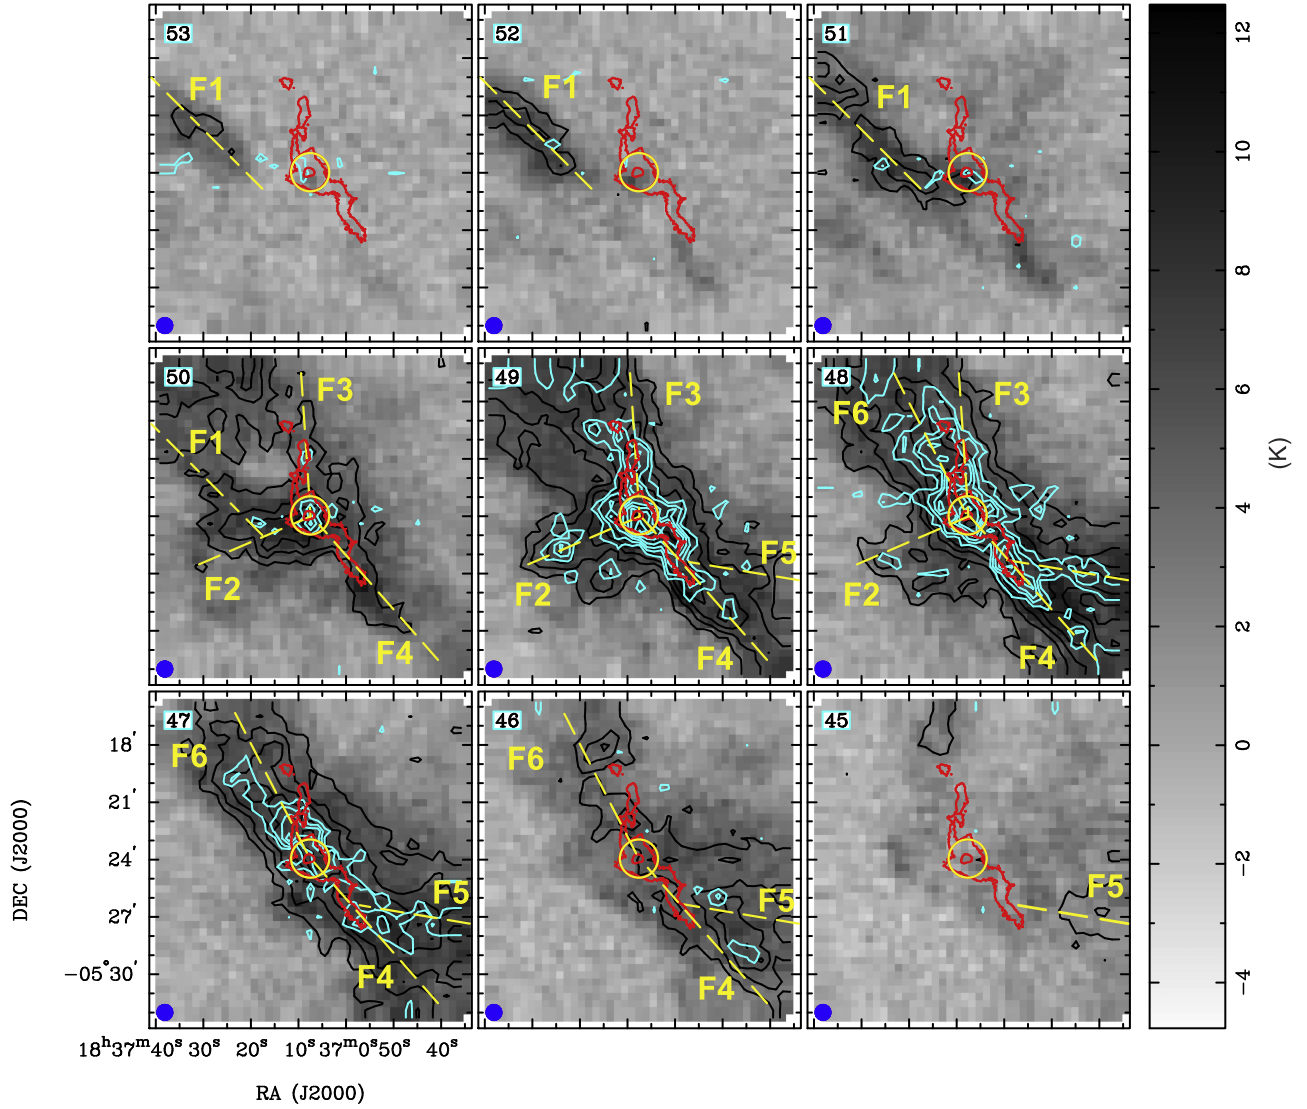 53 52 51
F1 F1 F1
12
10
8
6
4
2
0
−2
−4
(K)
50 49 48
F3 F3 F3
F1 F6
F5
F2 F2 F2
F4 F4 F4
47 46 45
F6 F6
F5 F5 F5
F4 F4
18′
21′
24′
27′
−05°30′
DEC (J2000)
18h37m40s 30s 20s 10s 37m0s 50s 40s
RA (J2000)